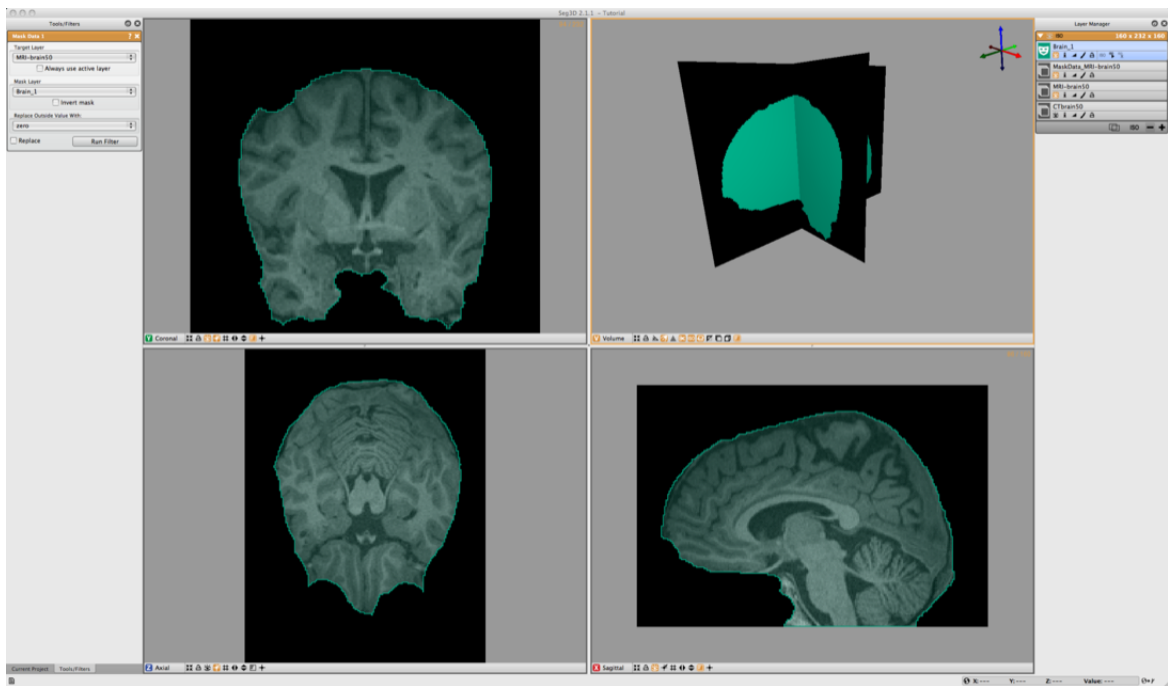 Seg3D 2.1.1 – Tutorial
Tools/Filters
Mask Data 1
Target Layer
MRI-brain50
Always use active layer
Mask Layer
Brain_1
Invert mask
Replace Outside Value With:
zero
Replace
Run Filter
Y Coronal
V Volume
Z Axial
X Sagittal
Layer Manager
ISO 160 x 232 x 160
Brain_1
MaskData_MRI-brain50
MRI-brain50
CTbrain50
ISO
Current Project Tools/Filters
X: --- Y: --- Z: --- Value: ---